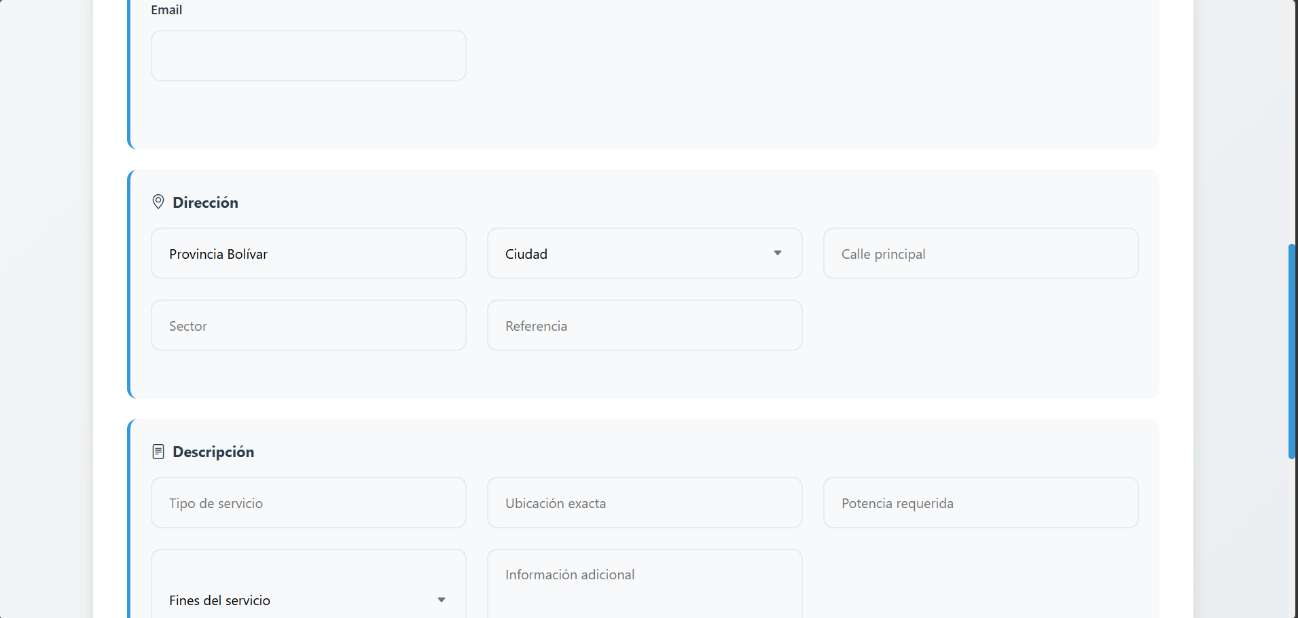 Email
Dirección
Provincia Bolívar
Ciudad
Calle principal
Sector
Referencia
Descripción
Tipo de servicio
Ubicación exacta
Potencia requerida
Fines del servicio
Información adicional